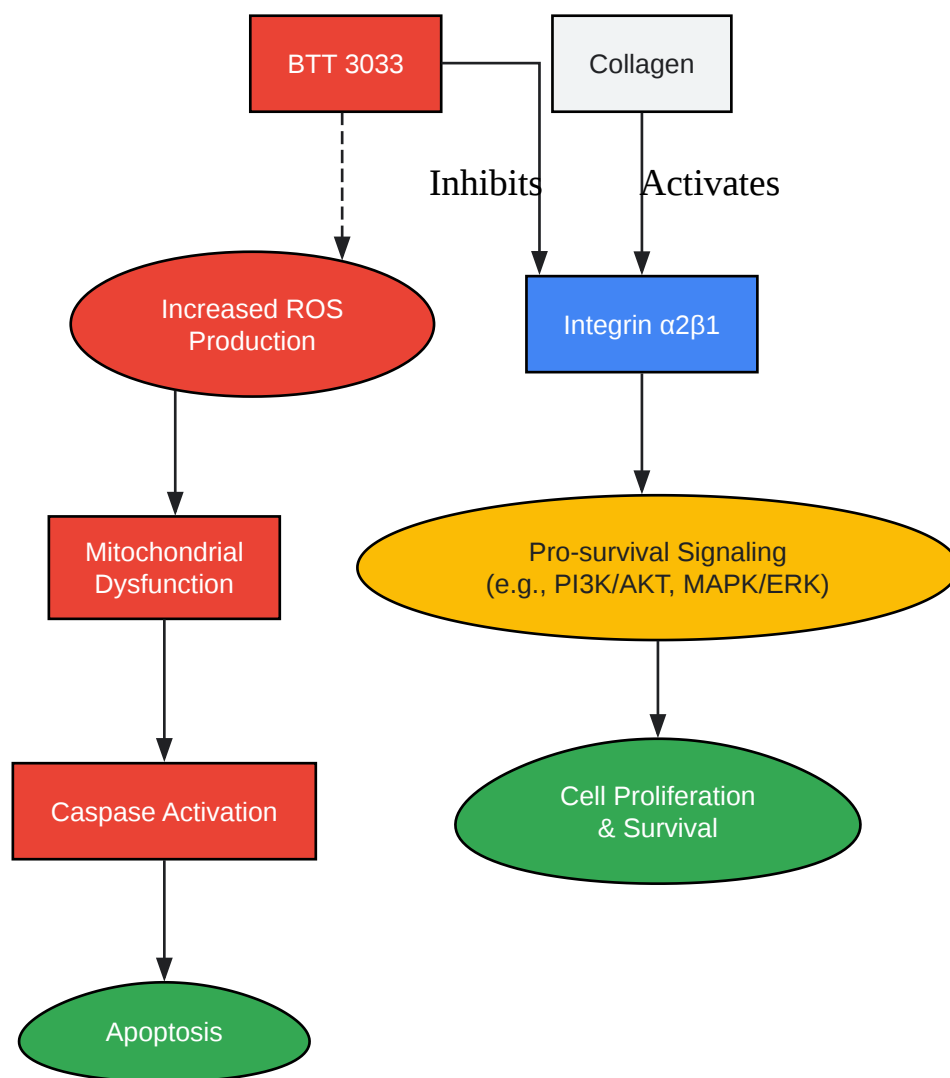 BTT 3033
Collagen
Inhibits
Activates
Increased ROS
Production
Integrin α2β1
Mitochondrial
Dysfunction
Pro-survival Signaling
(e.g., PI3K/AKT, MAPK/ERK)
Caspase Activation
Cell Proliferation
& Survival
Apoptosis